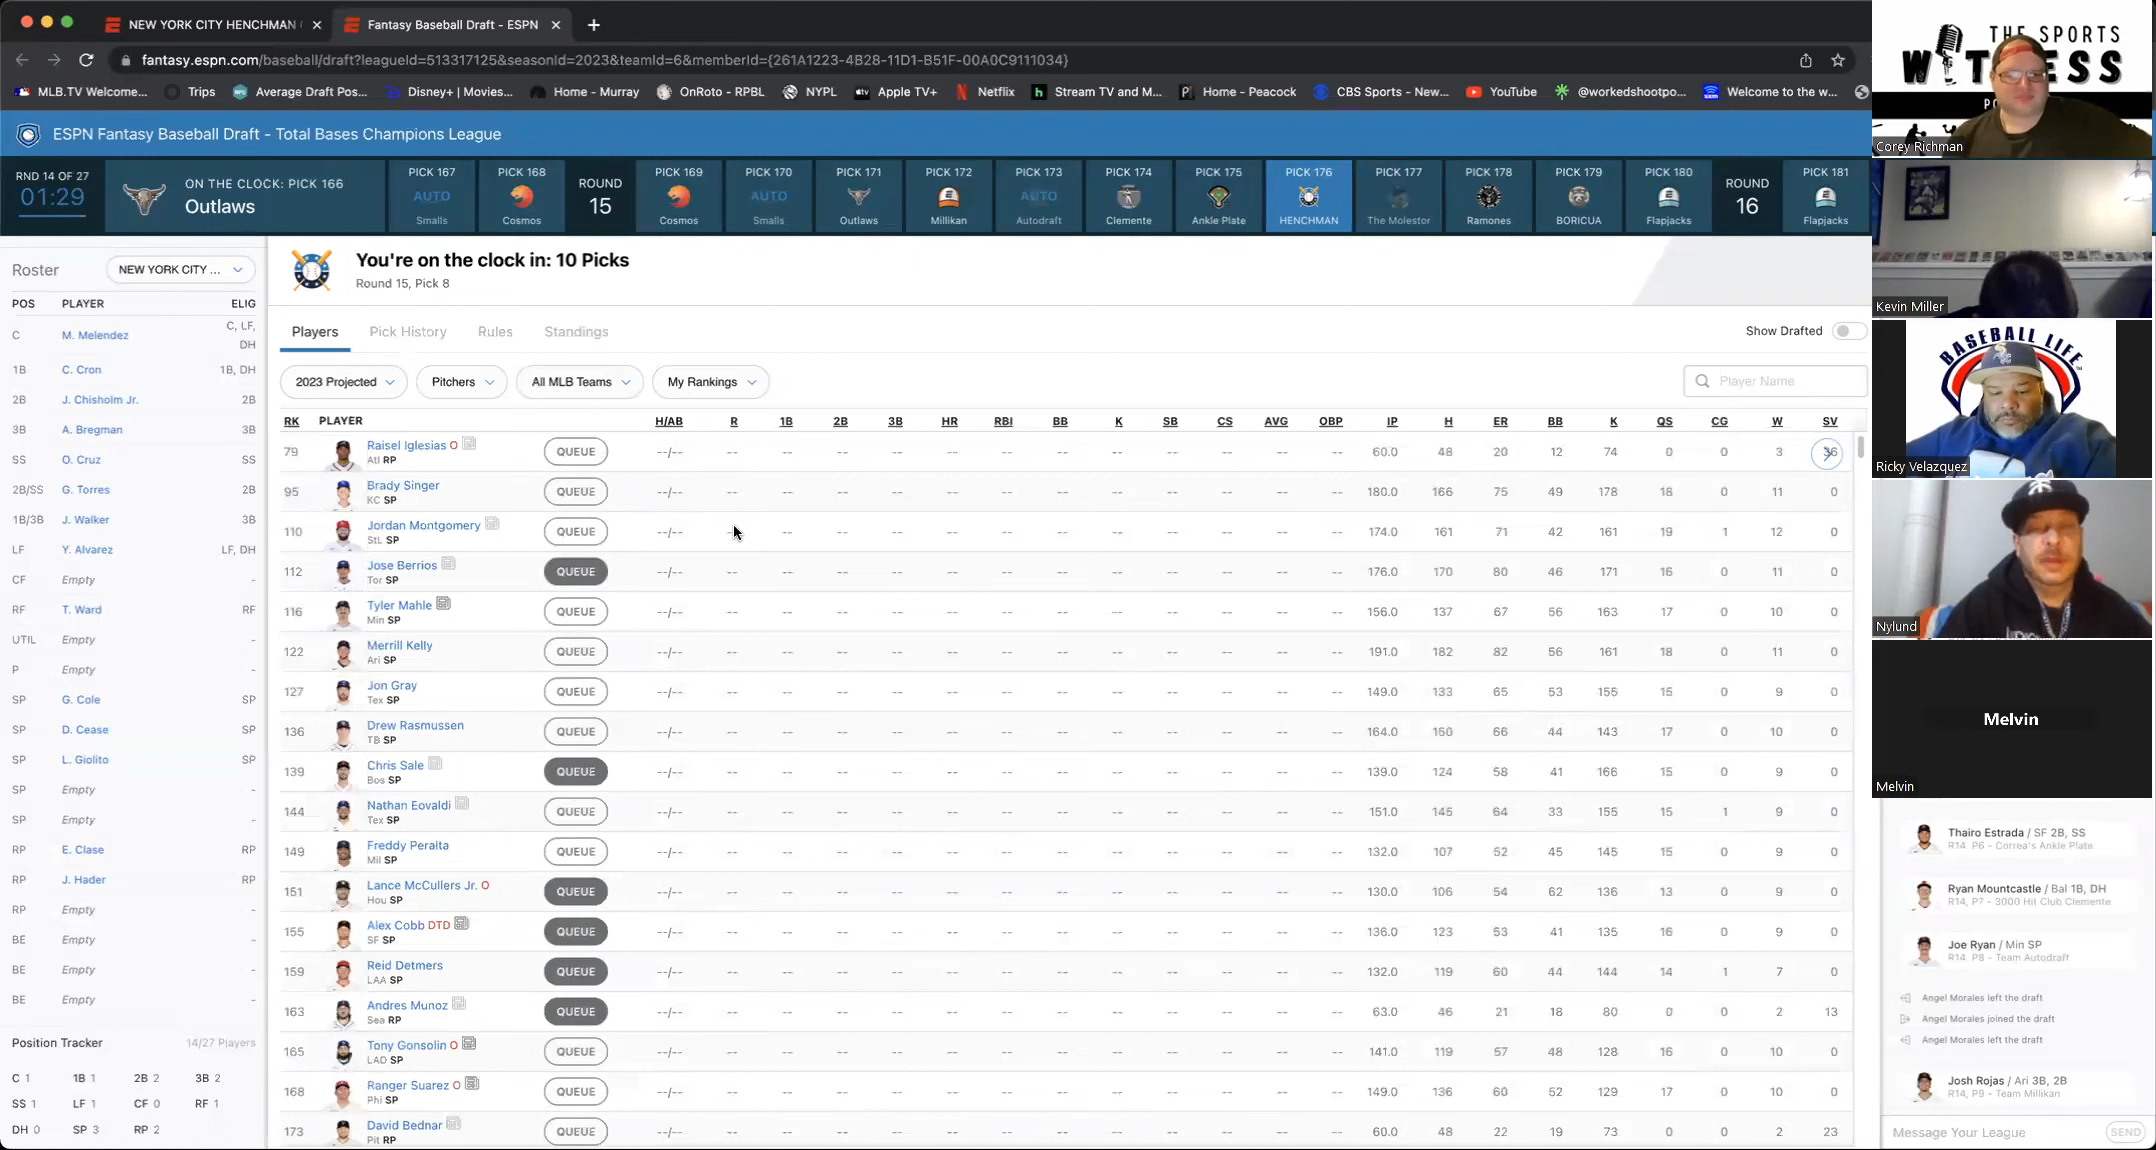 NEW YORK CITY HENCHMAN
Fantasy Baseball Draft - ESPN
fantasy.espn.com/baseball/draft?leagueId=513317125&seasonId=2023&teamId=6&memberId={261A1223-4B28-11D1-B51F-00A0C9111034}
MLB.TV Welcome... Trips Average Draft Pos... Disney+ | Movies... Home - Murray OnRoto - RPBL NYPL Apple TV+ Netflix Stream TV and M... Home - Peacock CBS Sports - New... YouTube @workedshootpo... Welcome to the w...
ESPN Fantasy Baseball Draft - Total Bases Champions League
RND 14 OF 27
01:29
ON THE CLOCK: PICK 166
Outlaws
PICK 167 AUTO Smalls
PICK 168 Cosmos
ROUND 15
PICK 169 Cosmos
PICK 170 AUTO Smalls
PICK 171 Outlaws
PICK 172 Millikan
PICK 173 AUTO Autodraft
PICK 174 Clemente
PICK 175 Ankle Plate
PICK 176 HENCHMAN
PICK 177 The Molestor
PICK 178 Ramones
PICK 179 BORICUA
PICK 180 Flapjacks
ROUND 16
PICK 181 Flapjacks
Roster NEW YORK CITY ...
POS PLAYER ELIG
C M. Melendez C, LF, DH
1B C. Cron 1B, DH
2B J. Chisholm Jr. 2B
3B A. Bregman 3B
SS O. Cruz SS
2B/SS G. Torres 2B
1B/3B J. Walker 3B
LF Y. Alvarez LF, DH
CF Empty -
RF T. Ward RF
UTIL Empty -
P Empty -
SP G. Cole SP
SP D. Cease SP
SP L. Giolito SP
SP Empty -
SP Empty -
RP E. Clase RP
RP J. Hader RP
RP Empty -
BE Empty -
BE Empty -
BE Empty -
Position Tracker 14/27 Players
C 1 1B 1 2B 2 3B 2
SS 1 LF 1 CF 0 RF 1
DH 0 SP 3 RP 2
You're on the clock in: 10 Picks
Round 15, Pick 8
Players Pick History Rules Standings
Show Drafted
2023 Projected Pitchers All MLB Teams My Rankings
Player Name
RK PLAYER H/AB R 1B 2B 3B HR RBI BB K SB CS AVG OBP IP H ER BB K QS CG W SV
79 Raisel Iglesias O Atl RP QUEUE --/-- -- -- -- -- -- -- -- -- -- -- -- -- 60.0 48 20 12 74 0 0 3 36
95 Brady Singer KC SP QUEUE --/-- -- -- -- -- -- -- -- -- -- -- -- -- 180.0 166 75 49 178 18 0 11 0
110 Jordan Montgomery StL SP QUEUE --/-- -- -- -- -- -- -- -- -- -- -- -- -- 174.0 161 71 42 161 19 1 12 0
112 Jose Berrios Tor SP QUEUE --/-- -- -- -- -- -- -- -- -- -- -- -- -- 176.0 170 80 46 171 16 0 11 0
116 Tyler Mahle Min SP QUEUE --/-- -- -- -- -- -- -- -- -- -- -- -- -- 156.0 137 67 56 163 17 0 10 0
122 Merrill Kelly Ari SP QUEUE --/-- -- -- -- -- -- -- -- -- -- -- -- -- 191.0 182 82 56 161 18 0 11 0
127 Jon Gray Tex SP QUEUE --/-- -- -- -- -- -- -- -- -- -- -- -- -- 149.0 133 65 53 155 15 0 9 0
136 Drew Rasmussen TB SP QUEUE --/-- -- -- -- -- -- -- -- -- -- -- -- -- 164.0 150 66 44 143 17 0 10 0
139 Chris Sale Bos SP QUEUE --/-- -- -- -- -- -- -- -- -- -- -- -- -- 139.0 124 58 41 166 15 0 9 0
144 Nathan Eovaldi Tex SP QUEUE --/-- -- -- -- -- -- -- -- -- -- -- -- -- 151.0 145 64 33 155 15 1 9 0
149 Freddy Peralta Mil SP QUEUE --/-- -- -- -- -- -- -- -- -- -- -- -- -- 132.0 107 52 45 145 15 0 9 0
151 Lance McCullers Jr. O Hou SP QUEUE --/-- -- -- -- -- -- -- -- -- -- -- -- -- 130.0 106 54 62 136 13 0 9 0
155 Alex Cobb DTD SF SP QUEUE --/-- -- -- -- -- -- -- -- -- -- -- -- -- 136.0 123 53 41 135 16 0 9 0
159 Reid Detmers LAA SP QUEUE --/-- -- -- -- -- -- -- -- -- -- -- -- -- 132.0 119 60 44 144 14 1 7 0
163 Andres Munoz Sea RP QUEUE --/-- -- -- -- -- -- -- -- -- -- -- -- -- 63.0 46 21 18 80 0 0 2 13
165 Tony Gonsolin O LAD SP QUEUE --/-- -- -- -- -- -- -- -- -- -- -- -- -- 141.0 119 57 48 128 16 0 10 0
168 Ranger Suarez O Phi SP QUEUE --/-- -- -- -- -- -- -- -- -- -- -- -- -- 149.0 136 60 52 129 17 0 10 0
173 David Bednar Pit RP QUEUE --/-- -- -- -- -- -- -- -- -- -- -- -- -- 60.0 48 22 19 73 0 0 2 23
THE SPORTS
WITNESS
Corey Richman
Kevin Miller
BASEBALL LIFE
Ricky Velazquez
Nylund
Melvin
Melvin
Thairo Estrada / SF 2B, SS
R14, P6 - Correa's Ankle Plate
Ryan Mountcastle / Bal 1B, DH
R14, P7 - 3000 Hit Club Clemente
Joe Ryan / Min SP
R14, P8 - Team Autodraft
Angel Morales left the draft
Angel Morales joined the draft
Angel Morales left the draft
Josh Rojas / Ari 3B, 2B
R14, P9 - Team Millikan
Message Your League SEND